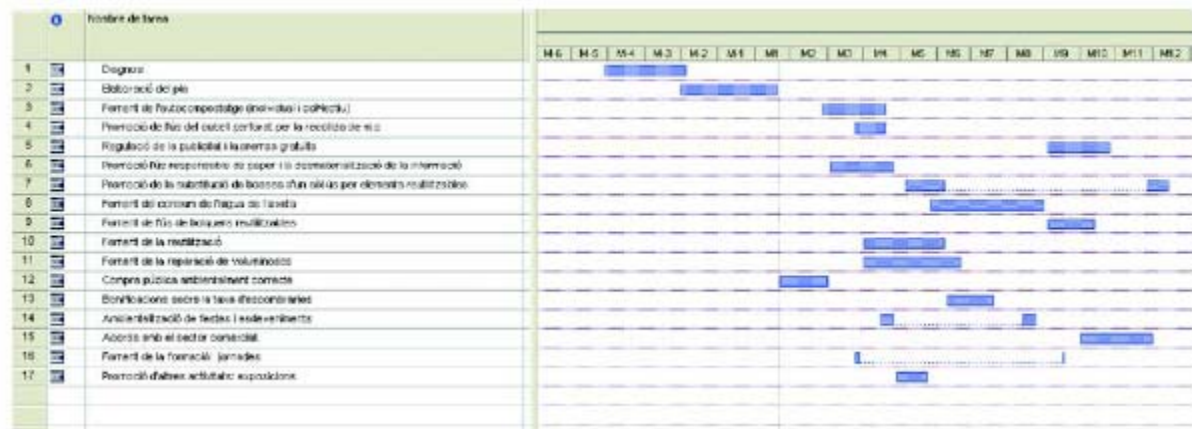 Nombre de tarea
M-6 M-5 M-4 M-3 M-2 M-1 M1 M2 M3 M4 M5 M6 M7 M8 M9 M10 M11 M12
1 Diagnosi
2 Elaboració del pla
3 Foment de l'autocompostatge (individual i col·lectiu)
4 Promoció de l'ús del cubell perforat per la recollida de
5 Regulació de la publicitat i la premsa gratuïta
6 Promoció l'ús responsable de paper i la desmaterialització de la informació
7 Promoció de la substitució de bosses d'un sol ús per elements reutilitzables
8 Foment del consum de l'aigua de l'aixeta
9 Foment de l'ús de bolquers reutilitzables
10 Foment de la reutilització
11 Foment de la reparació de voluminosos
12 Compra pública ambientalment correcta
13 Bonificacions sobre la taxa d'escombraries
14 Ambientalització de festes i esdeveniments
15 Acords amb el sector comercial
16 Foment de la formació: jornades
17 Promoció d'altres activitats: exposicions